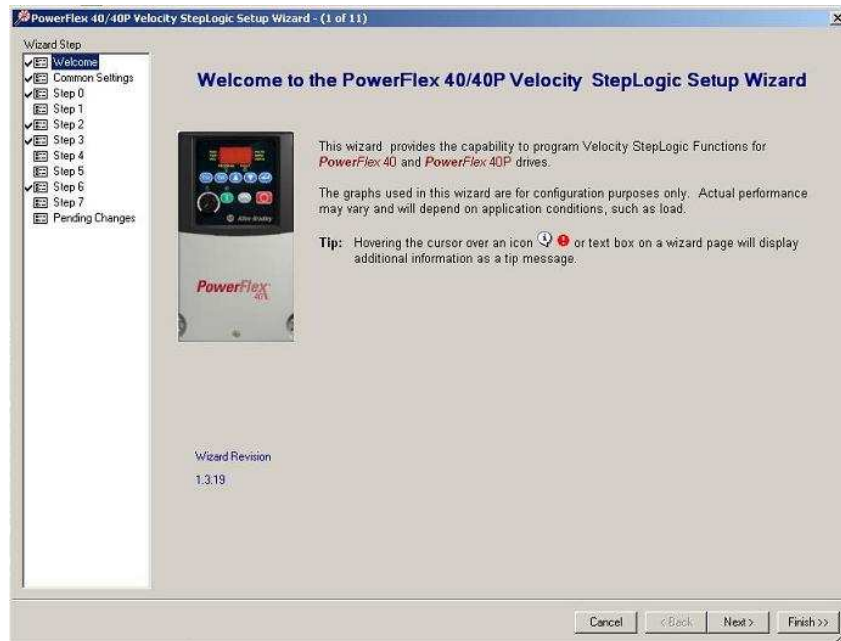 PowerFlex 40/40P Velocity StepLogic Setup Wizard - (1 of 11)
Wizard Step
Welcome
Common Settings
Step 0
Step 1
Step 2
Step 3
Step 4
Step 5
Step 6
Step 7
Pending Changes
Welcome to the PowerFlex 40/40P Velocity StepLogic Setup Wizard
This wizard provides the capability to program Velocity StepLogic Functions for
PowerFlex 40 and PowerFlex 40P drives.
The graphs used in this wizard are for configuration purposes only. Actual performance
may vary and will depend on application conditions, such as load.
Tip: Hovering the cursor over an icon or text box on a wizard page will display
additional information as a tip message.
Allen-Bradley
PowerFlex
Wizard Revision
1.3.19
Cancel
< Back
Next >
Finish >>